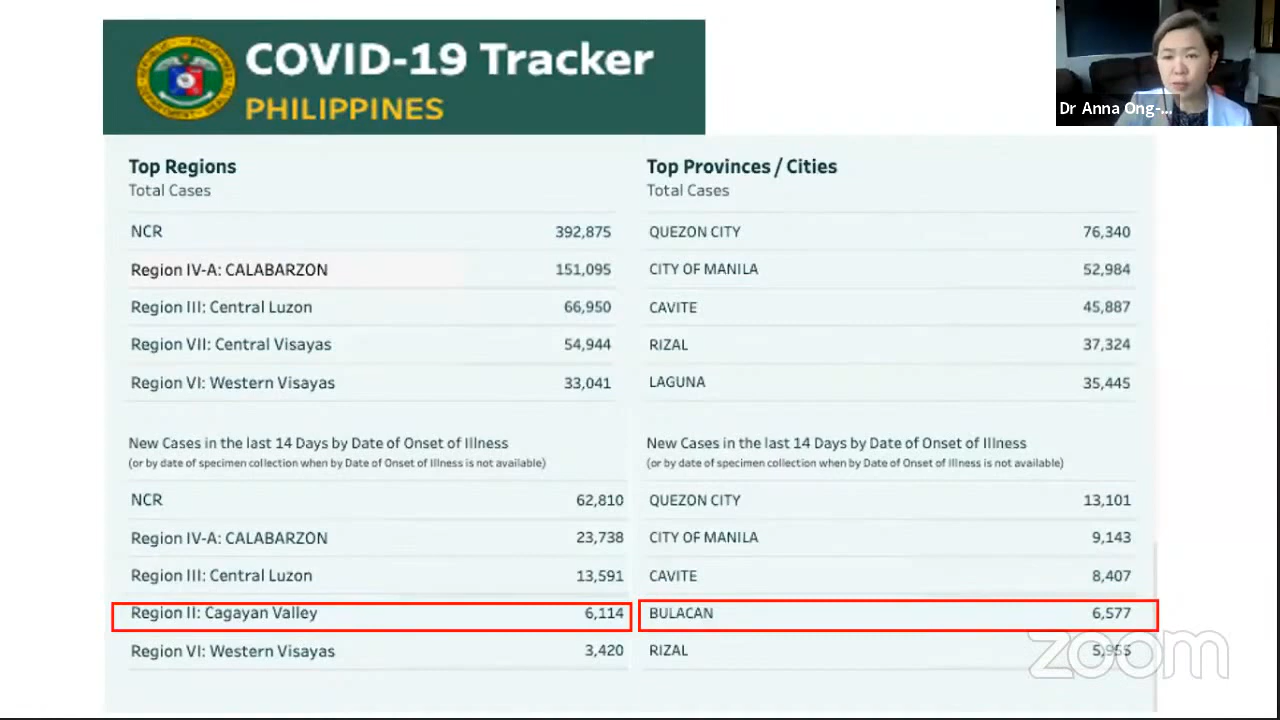 COVID-19 Tracker
PHILIPPINES
Dr Anna Ong-...
Top Regions
Total Cases
NCR 392,875
Region IV-A: CALABARZON 151,095
Region III: Central Luzon 66,950
Region VII: Central Visayas 54,944
Region VI: Western Visayas 33,041
Top Provinces / Cities
Total Cases
QUEZON CITY 76,340
CITY OF MANILA 52,984
CAVITE 45,887
RIZAL 37,324
LAGUNA 35,445
New Cases in the last 14 Days by Date of Onset of Illness
(or by date of specimen collection when by Date of Onset of Illness is not available)
NCR 62,810
Region IV-A: CALABARZON 23,738
Region III: Central Luzon 13,591
Region II: Cagayan Valley 6,114
Region VI: Western Visayas 3,420
New Cases in the last 14 Days by Date of Onset of Illness
(or by date of specimen collection when by Date of Onset of Illness is not available)
QUEZON CITY 13,101
CITY OF MANILA 9,143
CAVITE 8,407
BULACAN 6,577
RIZAL 5,955
zoom